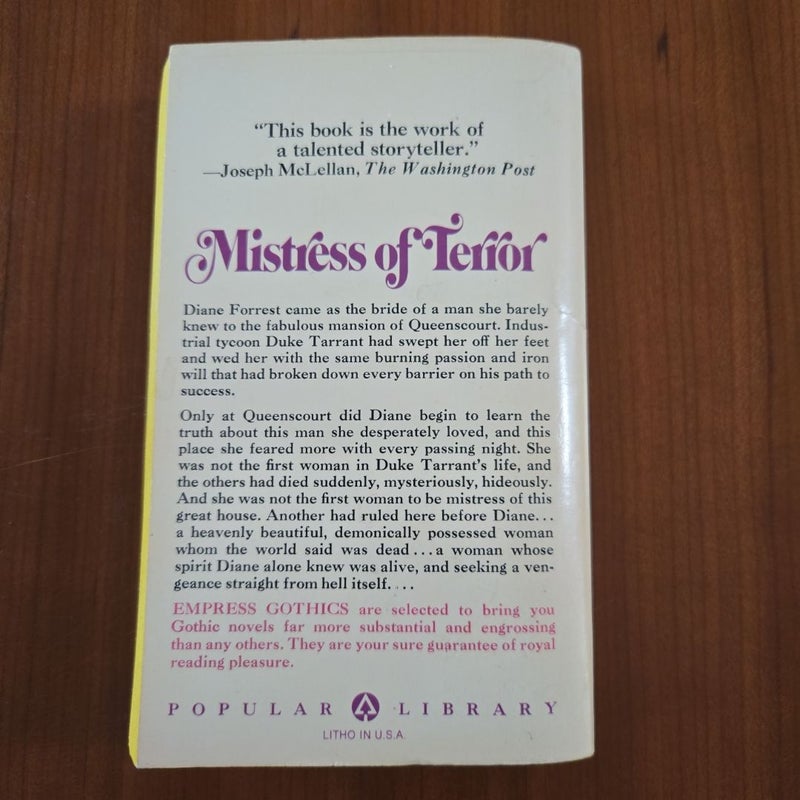 “This book is the work of
a talented storyteller.”
—Joseph McLellan, The Washington Post
Mistress of Terror
Diane Forrest came as the bride of a man she barely
knew to the fabulous mansion of Queenscourt. Indus-
trial tycoon Duke Tarrant had swept her off her feet
and wed her with the same burning passion and iron
will that had broken down every barrier on his path to
success.
Only at Queenscourt did Diane begin to learn the
truth about this man she desperately loved, and this
place she feared more with every passing night. She
was not the first woman in Duke Tarrant's life, and
the others had died suddenly, mysteriously, hideously.
And she was not the first woman to be mistress of this
great house. Another had ruled here before Diane...
a heavenly beautiful, demonically possessed woman
whom the world said was dead...a woman whose
spirit Diane alone knew was alive, and seeking a ven-
geance straight from hell itself....
EMPRESS GOTHICS are selected to bring you
Gothic novels far more substantial and engrossing
than any others. They are your sure guarantee of royal
reading pleasure.
POPULAR LIBRARY
LITHO IN U.S.A.